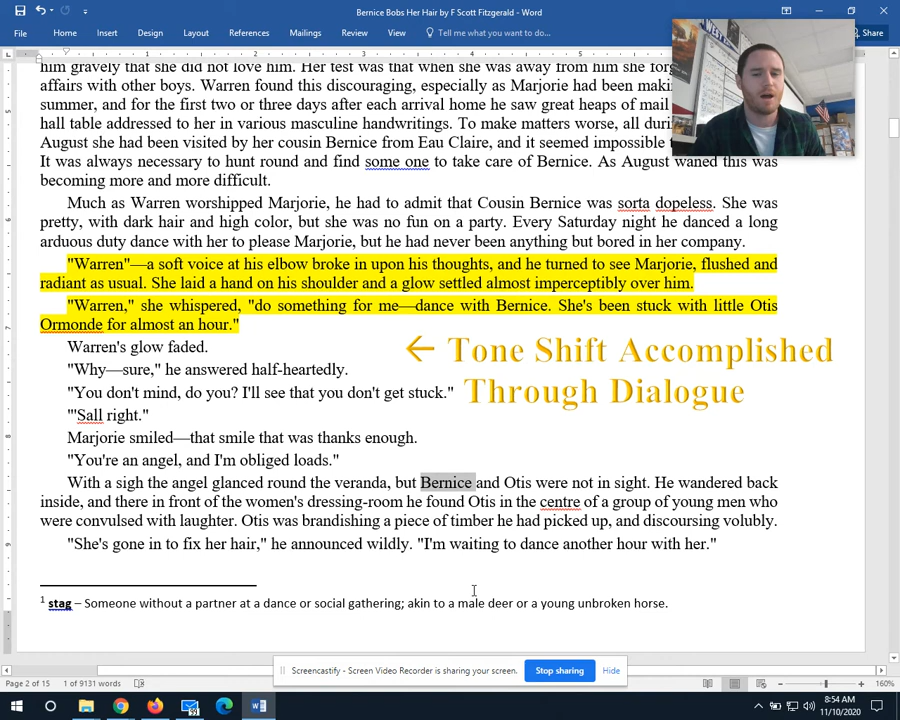 Bernice Bobs Her Hair by F Scott Fitzgerald - Word
File Home Insert Design Layout References Mailings Review View Tell me what you want to do... Share
him gravely that she did not love him. Her test was that when she was away from him she
affairs with other boys. Warren found this discouraging, especially as Marjorie had been
summer, and for the first two or three days after each arrival home he saw great heaps of mail
hall table addressed to her in various masculine handwritings. To make matters worse, all
August she had been visited by her cousin Bernice from Eau Claire, and it seemed impossible
It was always necessary to hunt round and find some one to take care of Bernice. As August waned this was
becoming more and more difficult.
Much as Warren worshipped Marjorie, he had to admit that Cousin Bernice was sorta dopeless. She was
pretty, with dark hair and high color, but she was no fun on a party. Every Saturday night he danced a long
arduous duty dance with her to please Marjorie, but he had never been anything but bored in her company.
"Warren"—a soft voice at his elbow broke in upon his thoughts, and he turned to see Marjorie, flushed and
radiant as usual. She laid a hand on his shoulder and a glow settled almost imperceptibly over him.
"Warren," she whispered, "do something for me—dance with Bernice. She's been stuck with little Otis
Ormonde for almost an hour."
Warren's glow faded.
← Tone Shift Accomplished
Through Dialogue
"Why—sure," he answered half-heartedly.
"You don't mind, do you? I'll see that you don't get stuck."
"'Sall right."
Marjorie smiled—that smile that was thanks enough.
"You're an angel, and I'm obliged loads."
With a sigh the angel glanced round the veranda, but Bernice and Otis were not in sight. He wandered back
inside, and there in front of the women's dressing-room he found Otis in the centre of a group of young men who
were convulsed with laughter. Otis was brandishing a piece of timber he had picked up, and discoursing volubly.
"She's gone in to fix her hair," he announced wildly. "I'm waiting to dance another hour with her."
1 stag – Someone without a partner at a dance or social gathering; akin to a male deer or a young unbroken horse.
Screencastify - Screen Video Recorder is sharing your screen. Stop sharing Hide
Page 2 of 15 1 of 9131 words 160%
8:54 AM
11/10/2020